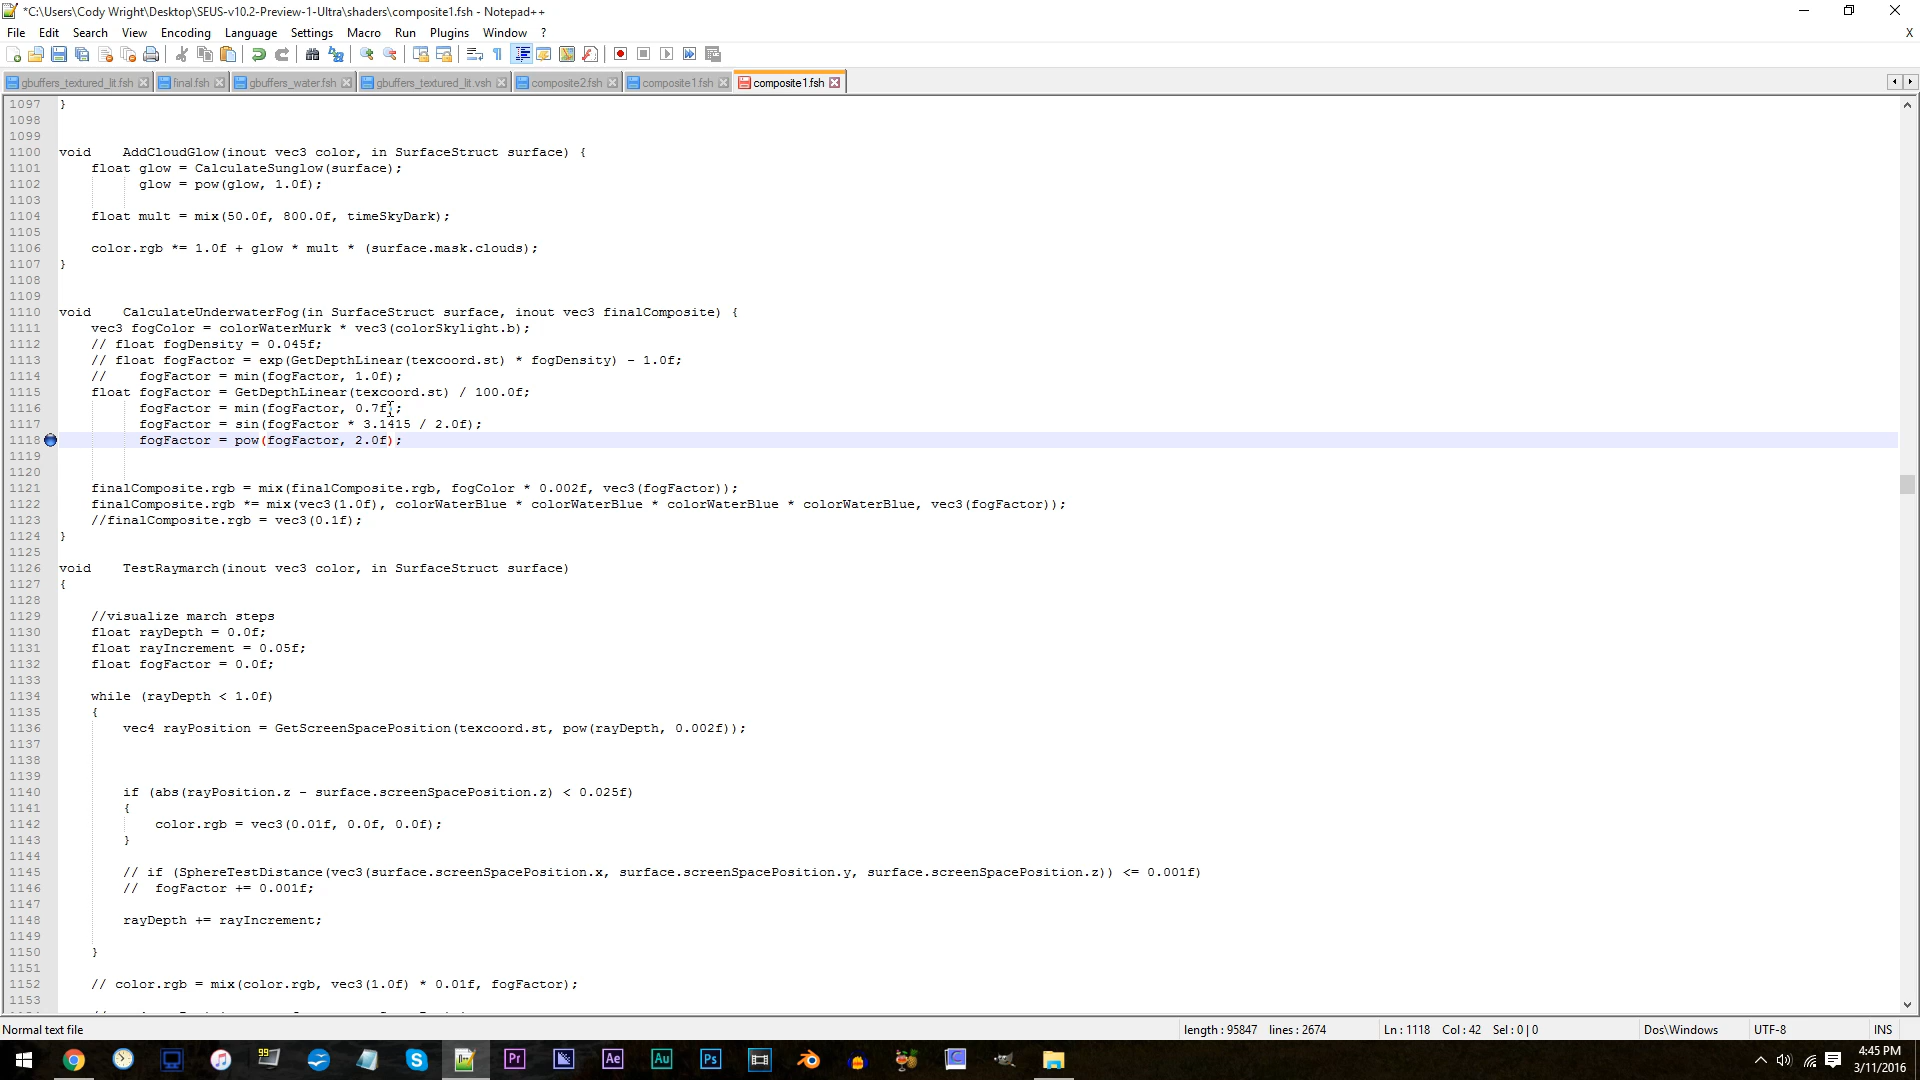 *C:\Users\Cody Wright\Desktop\SEUS-v10.2-Preview-1-Ultra\shaders\composite1.fsh - Notepad++
File Edit Search View Encoding Language Settings Macro Run Plugins Window ? X
gbuffers_textured_lit.fsh final.fsh gbuffers_water.fsh gbuffers_textured_lit.vsh composite2.fsh composite1.fsh composite1.fsh
1097 }
1098
1099
1100 void AddCloudGlow(inout vec3 color, in SurfaceStruct surface) {
1101 float glow = CalculateSunglow(surface);
1102 glow = pow(glow, 1.0f);
1103
1104 float mult = mix(50.0f, 800.0f, timeSkyDark);
1105
1106 color.rgb *= 1.0f + glow * mult * (surface.mask.clouds);
1107 }
1108
1109
1110 void CalculateUnderwaterFog(in SurfaceStruct surface, inout vec3 finalComposite) {
1111 vec3 fogColor = colorWaterMurk * vec3(colorSkylight.b);
1112 // float fogDensity = 0.045f;
1113 // float fogFactor = exp(GetDepthLinear(texcoord.st) * fogDensity) - 1.0f;
1114 // fogFactor = min(fogFactor, 1.0f);
1115 float fogFactor = GetDepthLinear(texcoord.st) / 100.0f;
1116 fogFactor = min(fogFactor, 0.7f);
1117 fogFactor = sin(fogFactor * 3.1415 / 2.0f);
1118 fogFactor = pow(fogFactor, 2.0f);
1119
1120
1121 finalComposite.rgb = mix(finalComposite.rgb, fogColor * 0.002f, vec3(fogFactor));
1122 finalComposite.rgb *= mix(vec3(1.0f), colorWaterBlue * colorWaterBlue * colorWaterBlue * colorWaterBlue, vec3(fogFactor));
1123 //finalComposite.rgb = vec3(0.1f);
1124 }
1125
1126 void TestRaymarch(inout vec3 color, in SurfaceStruct surface)
1127 {
1128
1129 //visualize march steps
1130 float rayDepth = 0.0f;
1131 float rayIncrement = 0.05f;
1132 float fogFactor = 0.0f;
1133
1134 while (rayDepth < 1.0f)
1135 {
1136 vec4 rayPosition = GetScreenSpacePosition(texcoord.st, pow(rayDepth, 0.002f));
1137
1138
1139
1140 if (abs(rayPosition.z - surface.screenSpacePosition.z) < 0.025f)
1141 {
1142 color.rgb = vec3(0.01f, 0.0f, 0.0f);
1143 }
1144
1145 // if (SphereTestDistance(vec3(surface.screenSpacePosition.x, surface.screenSpacePosition.y, surface.screenSpacePosition.z)) <= 0.001f)
1146 // fogFactor += 0.001f;
1147
1148 rayDepth += rayIncrement;
1149
1150 }
1151
1152 // color.rgb = mix(color.rgb, vec3(1.0f) * 0.01f, fogFactor);
1153
Normal text file length : 95847 lines : 2674 Ln : 1118 Col : 42 Sel : 0 | 0 Dos\Windows UTF-8 INS
99 Pr Ae Au Ps
4:45 PM
3/11/2016